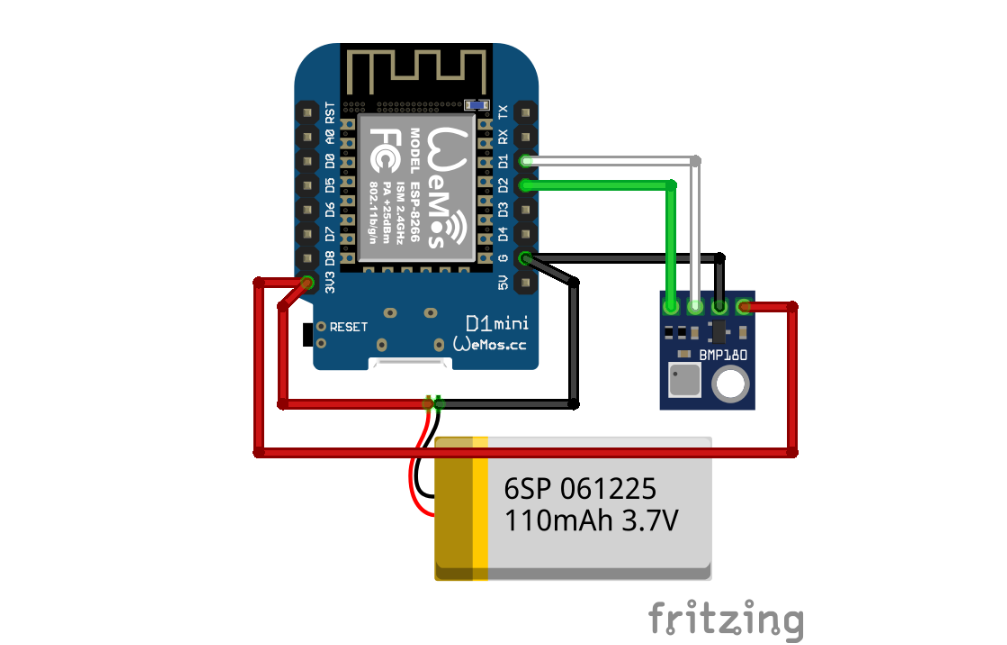 RST
A0
D0
D5
D6
D7
D8
3V3
TX
RX
D1
D2
D3
D4
G
5V
WeMos
MODEL ESP-8266
ISM 2.4GHz
PA +25dBm
802.11b/g/n
FC
RESET
D1mini
WeMos.cc
BMP180
6SP 061225
110mAh 3.7V
fritzing